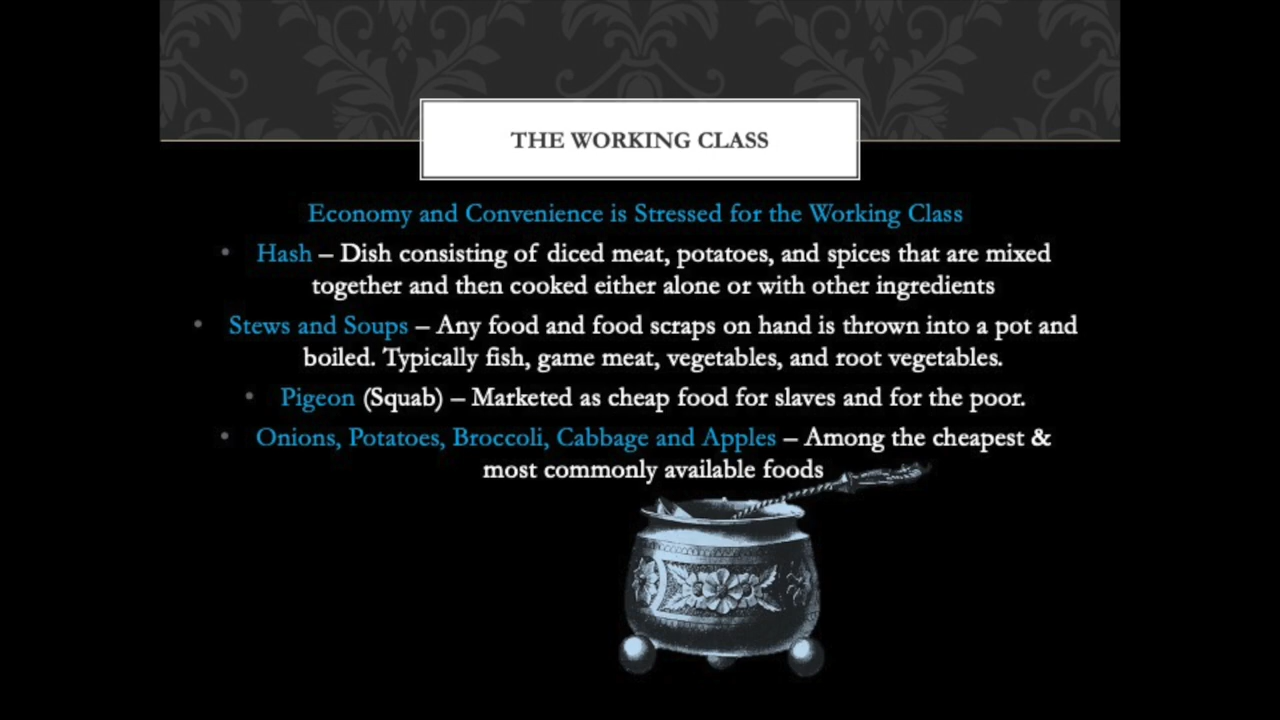 THE WORKING CLASS
Economy and Convenience is Stressed for the Working Class
• Hash – Dish consisting of diced meat, potatoes, and spices that are mixed
together and then cooked either alone or with other ingredients
• Stews and Soups – Any food and food scraps on hand is thrown into a pot and
boiled. Typically fish, game meat, vegetables, and root vegetables.
• Pigeon (Squab) – Marketed as cheap food for slaves and for the poor.
• Onions, Potatoes, Broccoli, Cabbage and Apples – Among the cheapest &
most commonly available foods